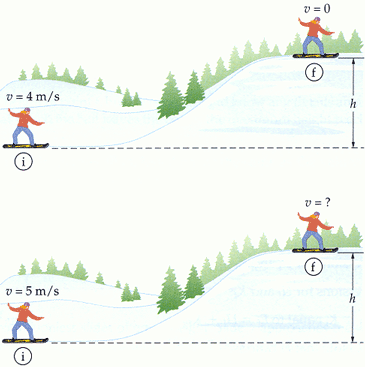 v = 0
f
v = 4 m/s
h
i
v = ?
f
v = 5 m/s
h
i